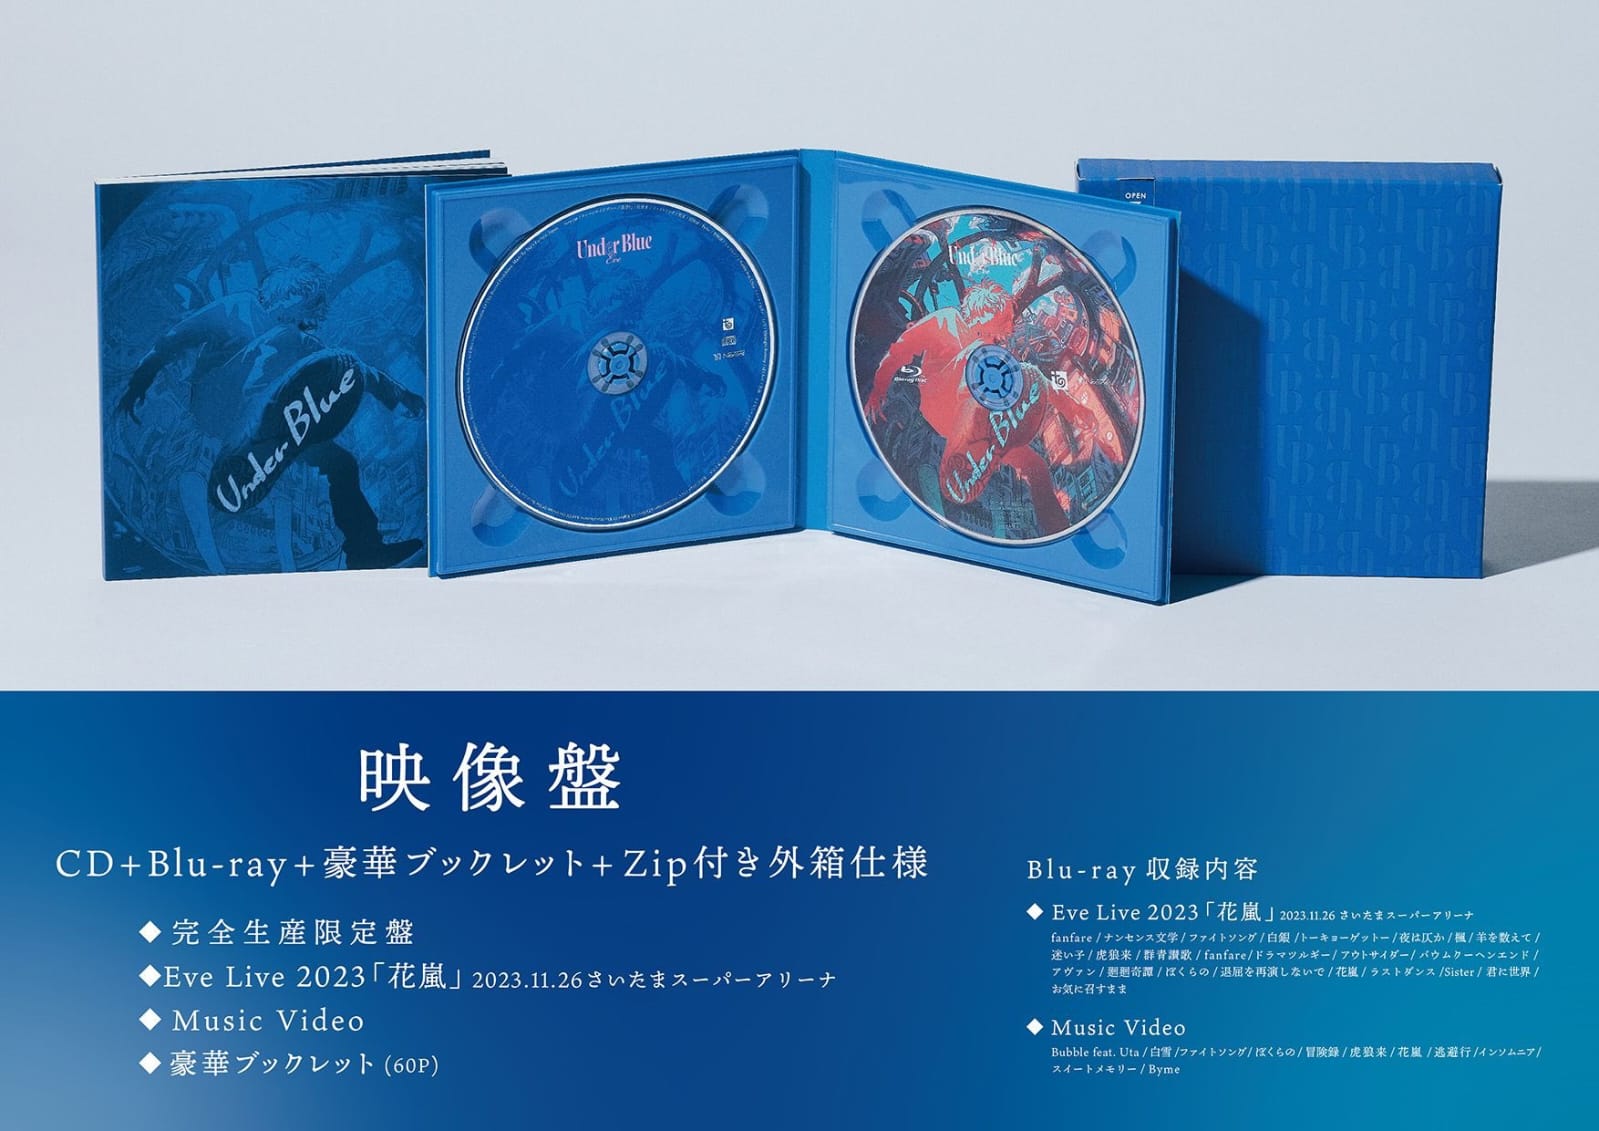 OPEN
Under Blue
Under Blue
Eve
Under Blue
Under Blue
Blu-ray Disc
Under Blue
映像盤
CD+Blu-ray+豪華ブックレット+Zip付き外箱仕様
◆ 完全生産限定盤
◆Eve Live 2023「花嵐」2023.11.26さいたまスーパーアリーナ
◆ Music Video
◆ 豪華ブックレット (60P)
Blu-ray 収録内容
◆ Eve Live 2023「花嵐」2023.11.26 さいたまスーパーアリーナ
fanfare / ナンセンス文学 / ファイトソング / 白銀 / トーキョーゲットー / 夜は仄か / 楓 / 羊を数えて /
迷い子 / 虎狼来 / 群青讃歌 / fanfare / ドラマツルギー / アウトサイダー / バウムクーヘンエンド /
アヴァン / 廻廻奇譚 / ぼくらの / 退屈を再演しないで / 花嵐 / ラストダンス /Sister / 君に世界 /
お気に召すまま
◆ Music Video
Bubble feat. Uta / 白雪 /ファイトソング/ ぼくらの / 冒険録 / 虎狼来 / 花嵐 / 逃避行 /インソムニア/
スイートメモリー / Byme